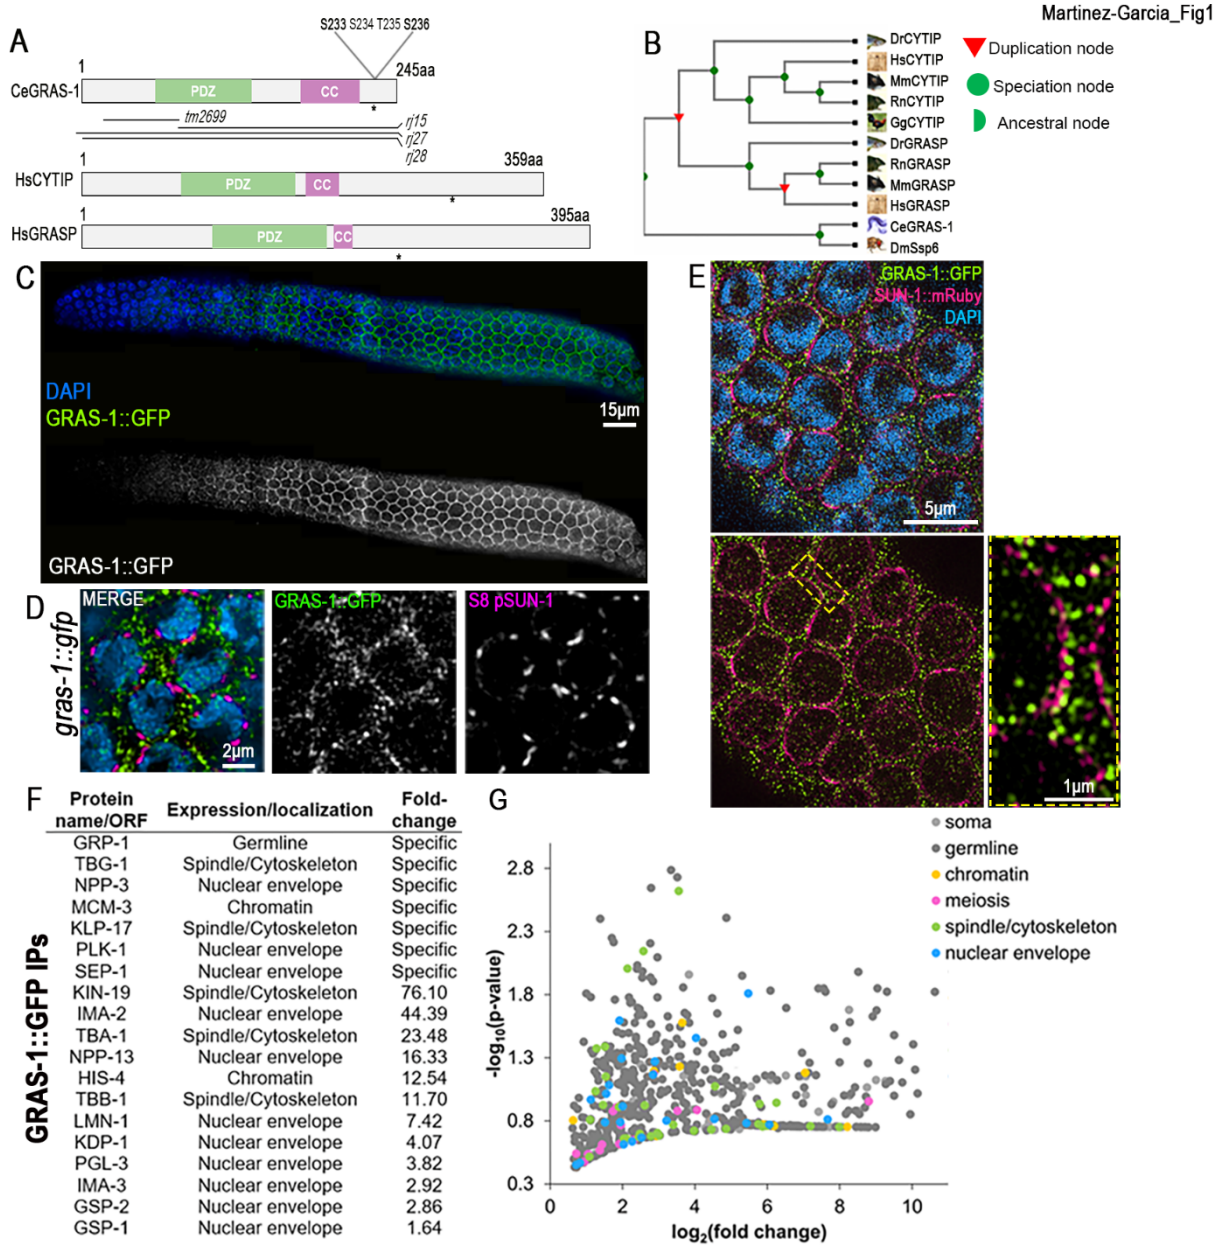 Martinez-Garcia_Fig1
A
S233 S234 T235 S236
1
245aa
CeGRAS-1
PDZ
CC
*
tm2699
rj15
rj27
rj28
1
359aa
HsCYTIP
PDZ
CC
*
1
395aa
HsGRASP
PDZ
CC
*
B
DrCYTIP
HsCYTIP
MmCYTIP
RnCYTIP
GgCYTIP
DrGRASP
RnGRASP
MmGRASP
HsGRASP
CeGRAS-1
DmSsp6
Duplication node
Speciation node
Ancestral node
C
DAPI
GRAS-1::GFP
15µm
GRAS-1::GFP
D
gras-1::gfp
MERGE
2µm
GRAS-1::GFP
S8 pSUN-1
E
GRAS-1::GFP
SUN-1::mRuby
DAPI
5µm
1µm
F
GRAS-1::GFP IPs
Protein name/ORF Expression/localization Fold-change
GRP-1 Germline Specific
TBG-1 Spindle/Cytoskeleton Specific
NPP-3 Nuclear envelope Specific
MCM-3 Chromatin Specific
KLP-17 Spindle/Cytoskeleton Specific
PLK-1 Nuclear envelope Specific
SEP-1 Nuclear envelope Specific
KIN-19 Spindle/Cytoskeleton 76.10
IMA-2 Nuclear envelope 44.39
TBA-1 Spindle/Cytoskeleton 23.48
NPP-13 Nuclear envelope 16.33
HIS-4 Chromatin 12.54
TBB-1 Spindle/Cytoskeleton 11.70
LMN-1 Nuclear envelope 7.42
KDP-1 Nuclear envelope 4.07
PGL-3 Nuclear envelope 3.82
IMA-3 Nuclear envelope 2.92
GSP-2 Nuclear envelope 2.86
GSP-1 Nuclear envelope 1.64
G
soma
germline
chromatin
meiosis
spindle/cytoskeleton
nuclear envelope
-log10(p-value)
2.8
2.3
1.8
1.3
0.8
0.3
0 2 4 6 8 10
log2(fold change)